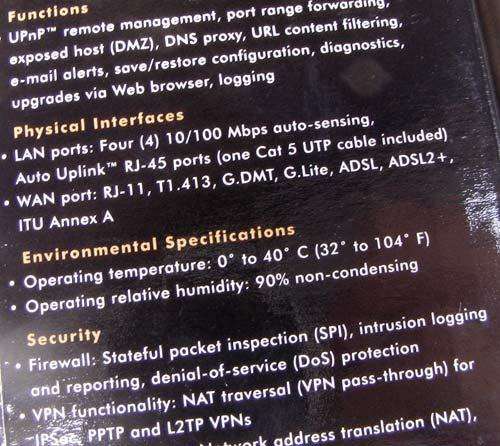 Functions
• UPnP™ remote management, port range forwarding,
exposed host (DMZ), DNS proxy, URL content filtering,
e-mail alerts, save/restore configuration, diagnostics,
upgrades via Web browser, logging
Physical Interfaces
• LAN ports: Four (4) 10/100 Mbps auto-sensing,
Auto Uplink™ RJ-45 ports (one Cat 5 UTP cable included)
• WAN port: RJ-11, T1.413, G.DMT, G.Lite, ADSL, ADSL2+,
ITU Annex A
Environmental Specifications
• Operating temperature: 0° to 40° C (32° to 104° F)
• Operating relative humidity: 90% non-condensing
Security
• Firewall: Stateful packet inspection (SPI), intrusion logging
and reporting, denial-of-service (DoS) protection
• VPN functionality: NAT traversal (VPN pass-through) for
IPSec, PPTP and L2TP VPNs
Network address translation (NAT),